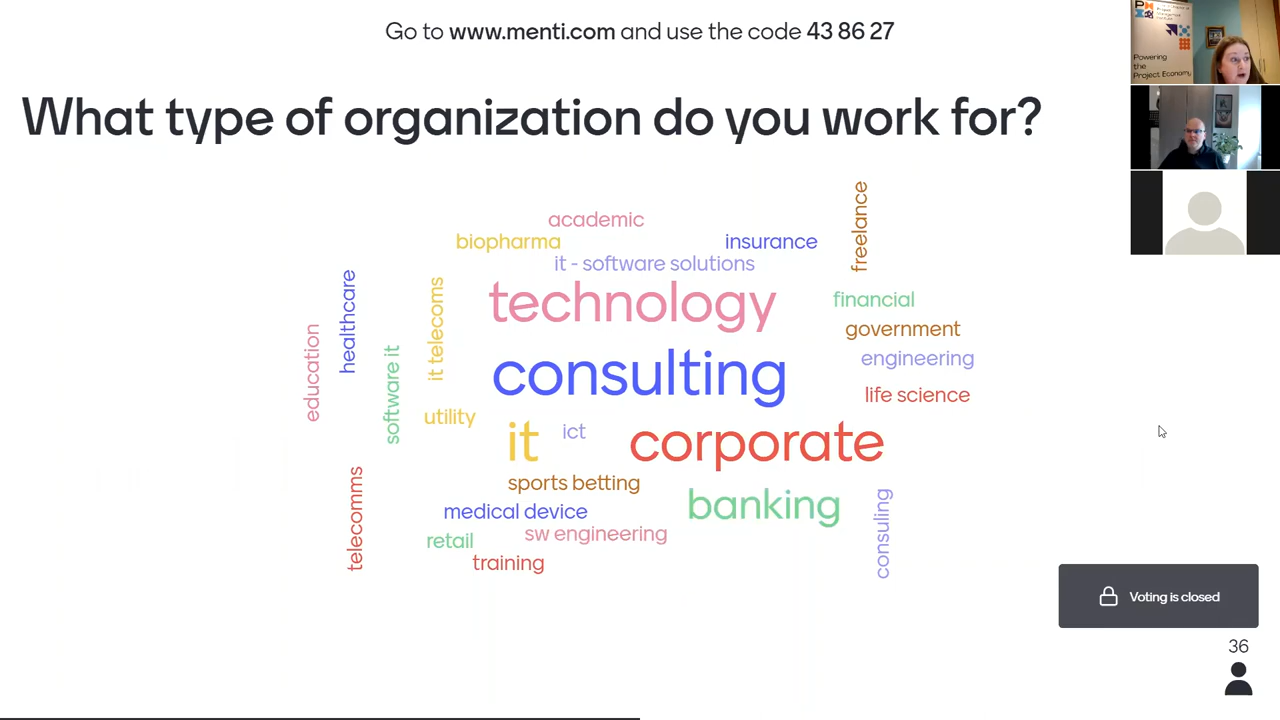 Go to www.menti.com and use the code 43 86 27
What type of organization do you work for?
academic
biopharma
insurance
freelance
it - software solutions
healthcare
it telecoms
technology
financial
education
software it
government
engineering
consulting
life science
utility
it
ict
corporate
telecomms
sports betting
banking
consuling
medical device
sw engineering
retail
training
Voting is closed
36
Powering
the
Project Economy